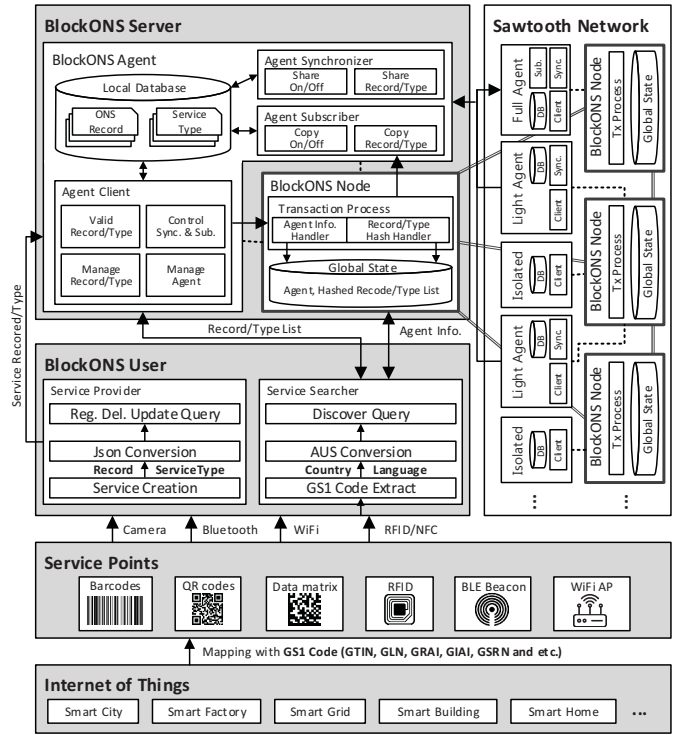 BlockONS Server
BlockONS Agent
Local Database
ONS
Record
Service
Type
Agent Synchronizer
Share
On/Off
Share
Record/Type
Agent Subscriber
Copy
On/Off
Copy
Record/Type
Agent Client
Valid
Record/Type
Control
Sync. & Sub.
Manage
Record/Type
Manage
Agent
BlockONS Node
Transaction Process
Agent Info.
Handler
Record/Type
Hash Handler
Global State
Agent, Hashed Recode/Type List
Service Recored/Type
Record/Type List
Agent Info.
BlockONS User
Service Provider
Reg. Del. Update Query
Json Conversion
Record
ServiceType
Service Creation
Service Searcher
Discover Query
AUS Conversion
Country
Language
GS1 Code Extract
Sawtooth Network
Full Agent
Sub.
Sync.
DB
Client
BlockONS Node
Tx Process
Global State
Light Agent
DB
Sync.
Client
Isolated
DB
Client
BlockONS Node
Tx Process
Global State
Light Agent
DB
Sync.
Client
Isolated
DB
Client
BlockONS Node
Tx Process
Global State
⋮
⋮
Camera
Bluetooth
WiFi
RFID/NFC
Service Points
Barcodes
QR codes
Data matrix
RFID
BLE Beacon
WiFi AP
Mapping with GS1 Code (GTIN, GLN, GRAI, GIAI, GSRN and etc.)
Internet of Things
Smart City
Smart Factory
Smart Grid
Smart Building
Smart Home
...